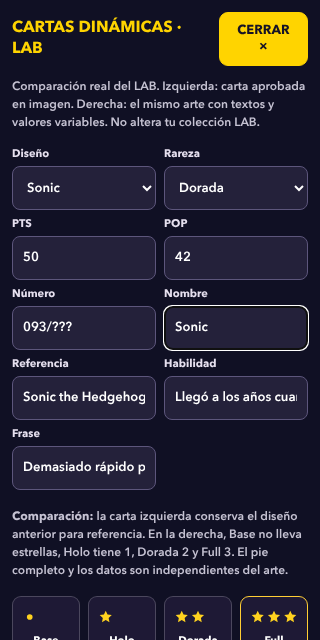 CARTAS DINÁMICAS ·
LAB
CERRAR
×
Comparación real del LAB. Izquierda: carta aprobada
en imagen. Derecha: el mismo arte con textos y
valores variables. No altera tu colección LAB.
Diseño
Rareza
Sonic
Dorada
PTS
POP
50
42
Número
Nombre
093/???
Sonic
Referencia
Habilidad
Sonic the Hedgehog
Llegó a los años
Frase
Demasiado rápido p
Comparación: la carta izquierda conserva el diseño
anterior para referencia. En la derecha, Base no lleva
estrellas, Holo tiene 1, Dorada 2 y Full 3. El pie
completo y los datos son independientes del arte.
Base
Holo
Dorada
Full